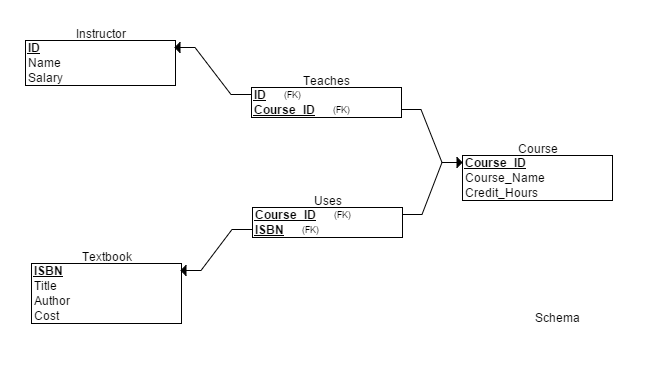 Instructor
ID
Name
Salary
Teaches
ID (FK)
Course_ID (FK)
Course
Course_ID
Course_Name
Credit_Hours
Uses
Course_ID (FK)
ISBN (FK)
Textbook
ISBN
Title
Author
Cost
Schema